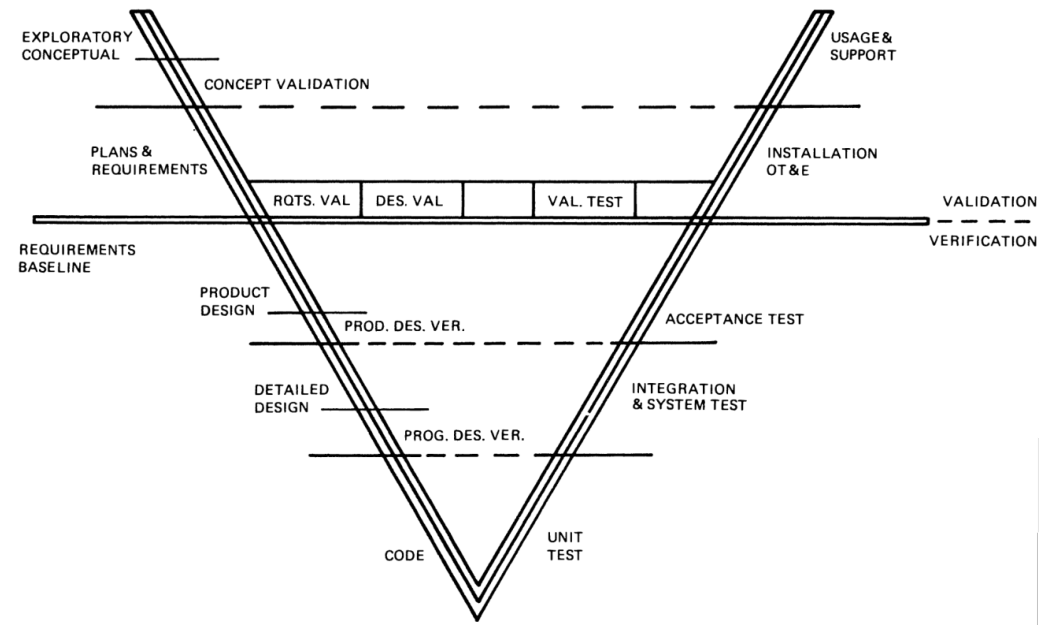 EXPLORATORY
CONCEPTUAL
USAGE &
SUPPORT
CONCEPT VALIDATION
PLANS &
REQUIREMENTS
INSTALLATION
OT & E
RQTS. VAL
DES. VAL
VAL. TEST
VALIDATION
VERIFICATION
REQUIREMENTS
BASELINE
PRODUCT
DESIGN
PROD. DES. VER.
ACCEPTANCE TEST
DETAILED
DESIGN
INTEGRATION
& SYSTEM TEST
PROG. DES. VER.
CODE
UNIT
TEST